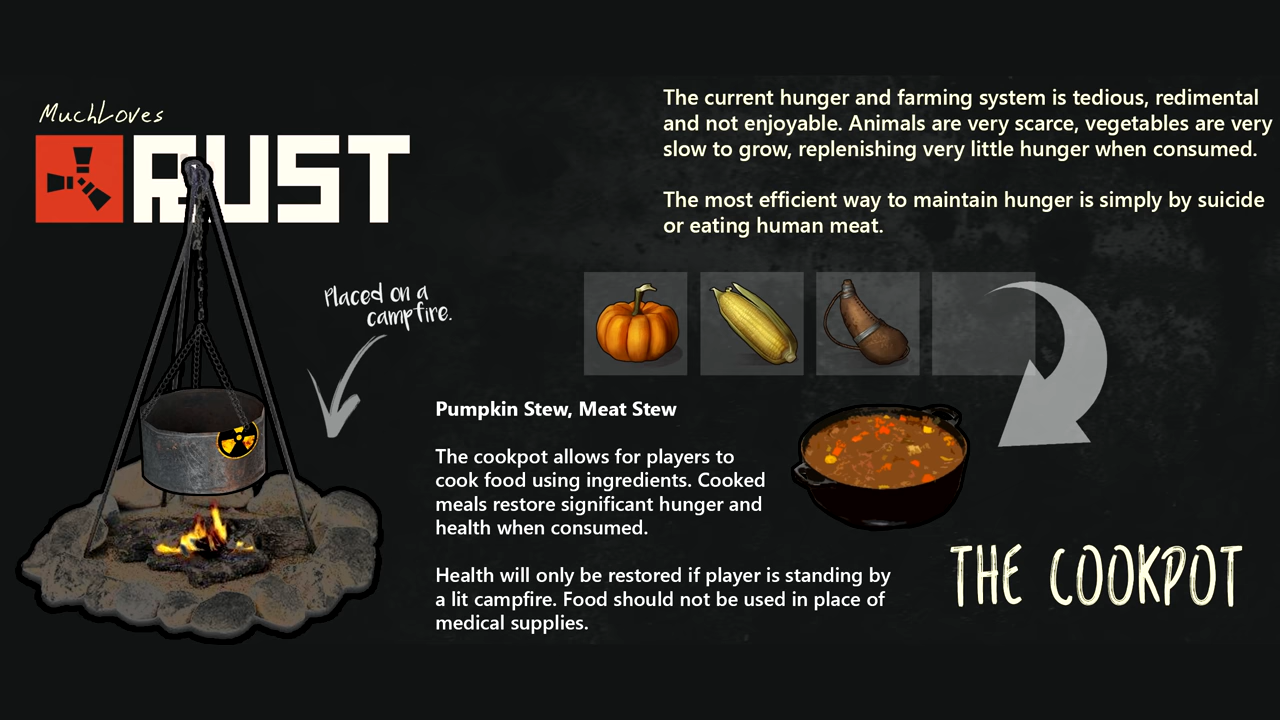 MuchLoves
RUST
The current hunger and farming system is tedious, redimental
and not enjoyable. Animals are very scarce, vegetables are very
slow to grow, replenishing very little hunger when consumed.
The most efficient way to maintain hunger is simply by suicide
or eating human meat.
Placed on a
campfire.
Pumpkin Stew, Meat Stew
The cookpot allows for players to
cook food using ingredients. Cooked
meals restore significant hunger and
health when consumed.
Health will only be restored if player is standing by
a lit campfire. Food should not be used in place of
medical supplies.
THE COOKPOT